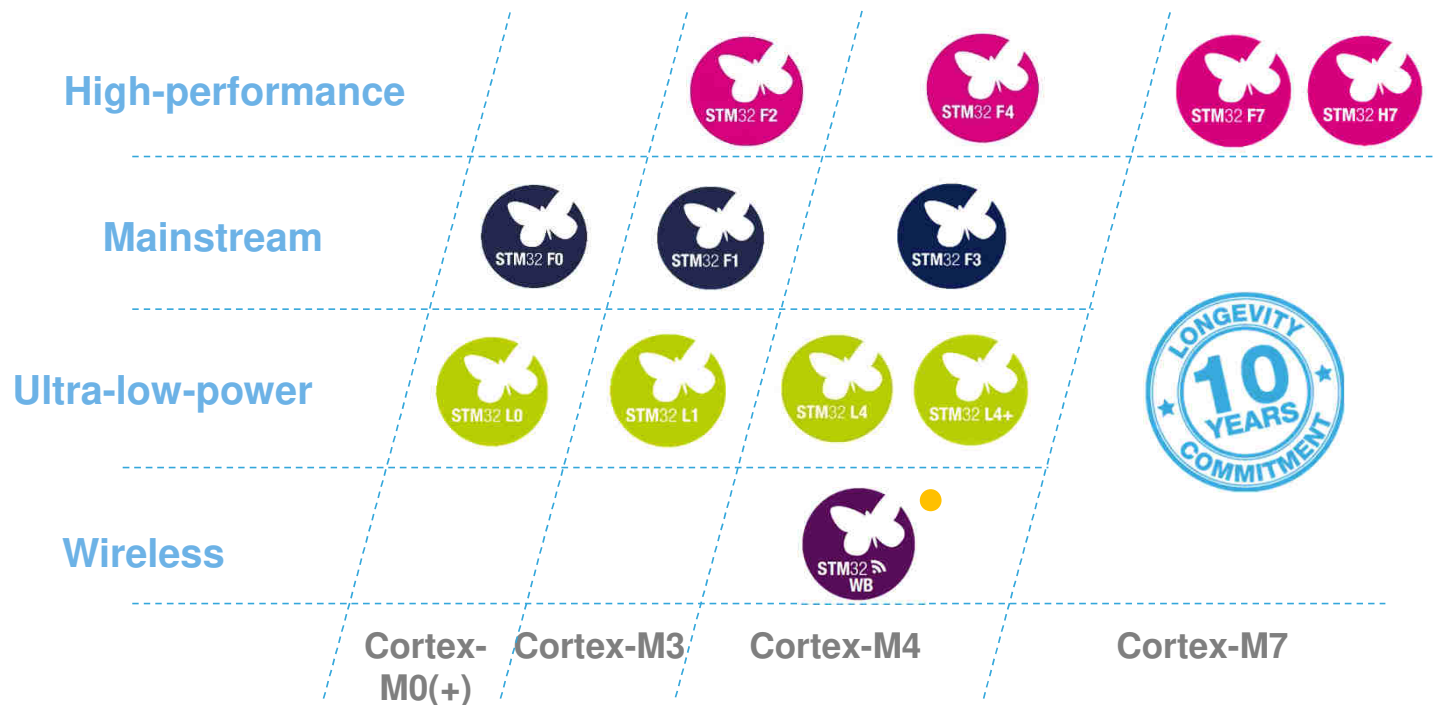 High-performance
STM32 F2
STM32 F4
STM32 F7
STM32 H7
Mainstream
STM32 F0
STM32 F1
STM32 F3
Ultra-low-power
STM32 L0
STM32 L1
STM32 L4
STM32 L4+
LONGEVITY
10
YEARS
COMMITMENT
Wireless
STM32
WB
Cortex-
M0(+)
Cortex-M3
Cortex-M4
Cortex-M7